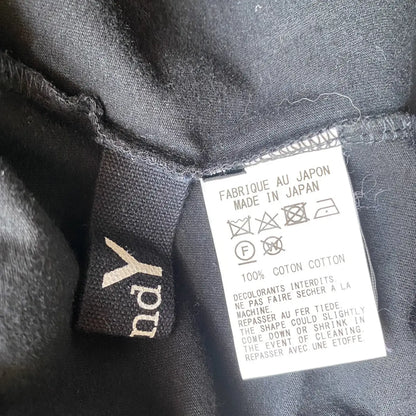 ndY
FABRIQUE AU JAPON
MADE IN JAPAN
F W
100% COTON COTTON
DECOLORANTS INTERDITS
NE PAS FAIRE SECHER A LA
MACHINE.
REPASSER AU FER TIEDE
THE SHAPE COULD SLIGHTLY
COME DOWN OR SHRINK IN
THE EVENT OF CLEANING.
REPASSER AVEC UNE ETOFFE.